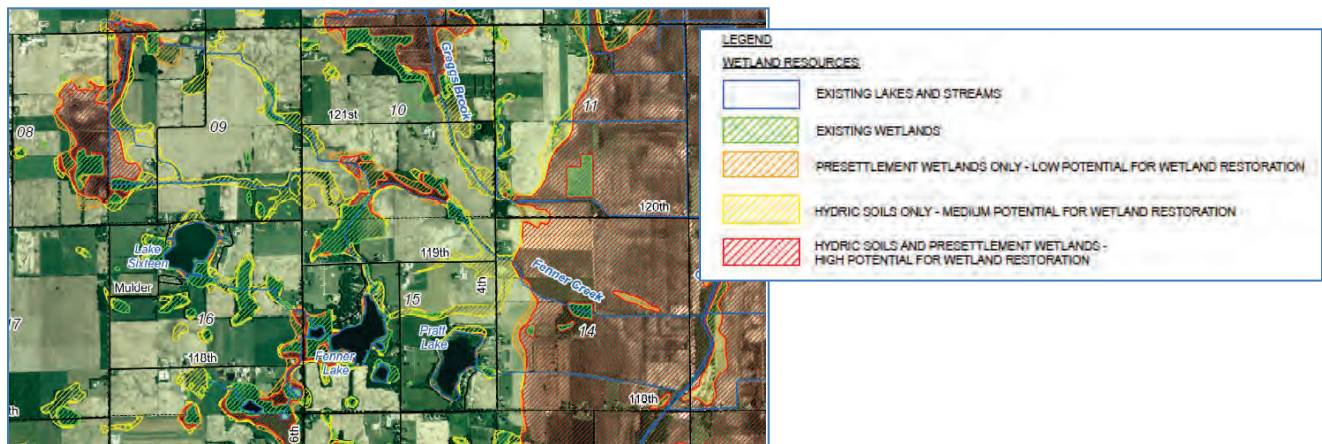 Greggs Brook
11
10
121st
08
09
120th
Lake
Sixteen
119th
Fenner Creek
Mulder
4th
15
17
16
Pratt
Lake
14
118th
Fenner
Lake
118th
LEGEND
WETLAND RESOURCES
EXISTING LAKES AND STREAMS
EXISTING WETLANDS
PRESETTLEMENT WETLANDS ONLY - LOW POTENTIAL FOR WETLAND RESTORATION
HYDRIC SOILS ONLY - MEDIUM POTENTIAL FOR WETLAND RESTORATION
HYDRIC SOILS AND PRESETTLEMENT WETLANDS -
HIGH POTENTIAL FOR WETLAND RESTORATION